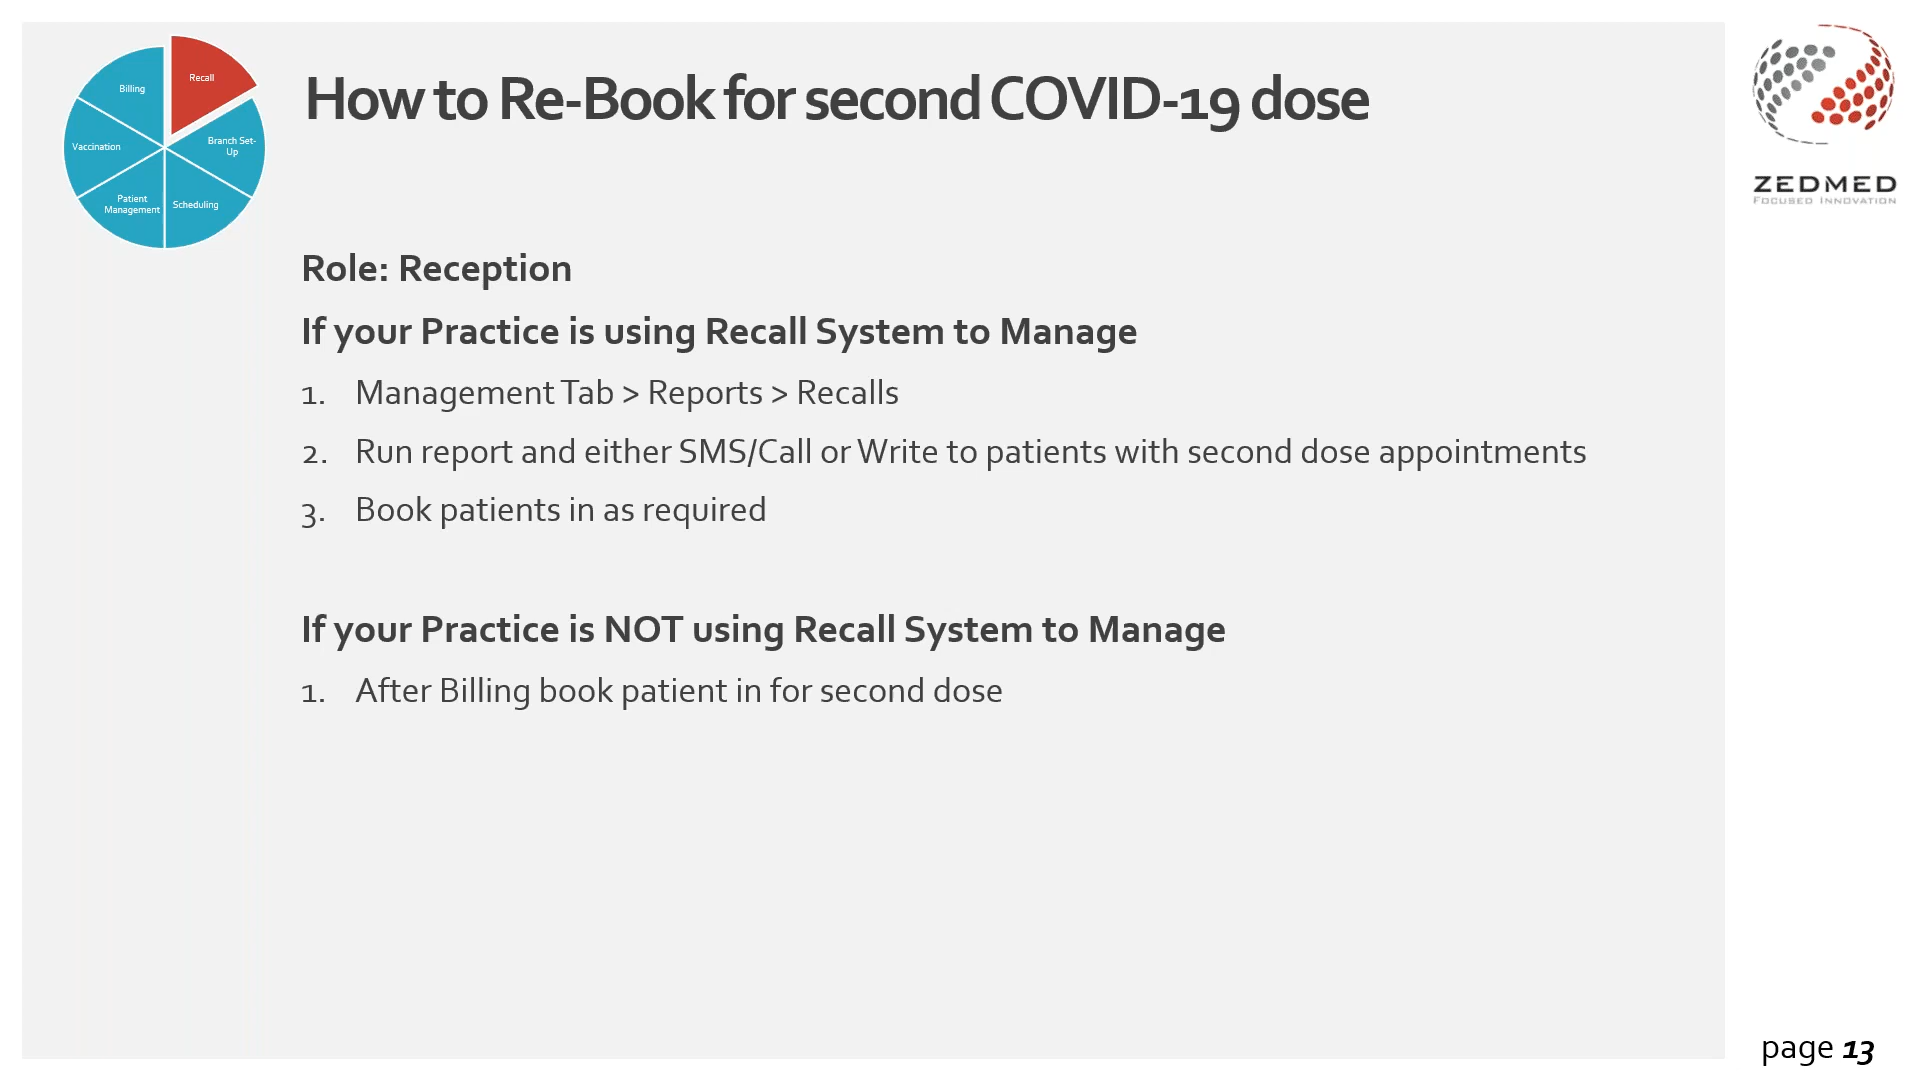 Recall
Billing
Branch Set-
Up
Vaccination
Patient
Management
Scheduling
How to Re-Book for second COVID-19 dose
ZEDMED
FOCUSED INNOVATION
Role: Reception
If your Practice is using Recall System to Manage
1. Management Tab > Reports > Recalls
2. Run report and either SMS/Call or Write to patients with second dose appointments
3. Book patients in as required
If your Practice is NOT using Recall System to Manage
1. After Billing book patient in for second dose
page 13